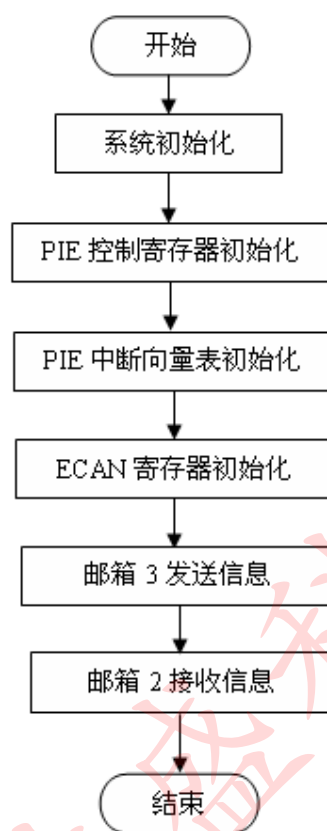 开始
系统初始化
PIE 控制寄存器初始化
PIE 中断向量表初始化
ECAN 寄存器初始化
邮箱 3 发送信息
邮箱 2 接收信息
结束